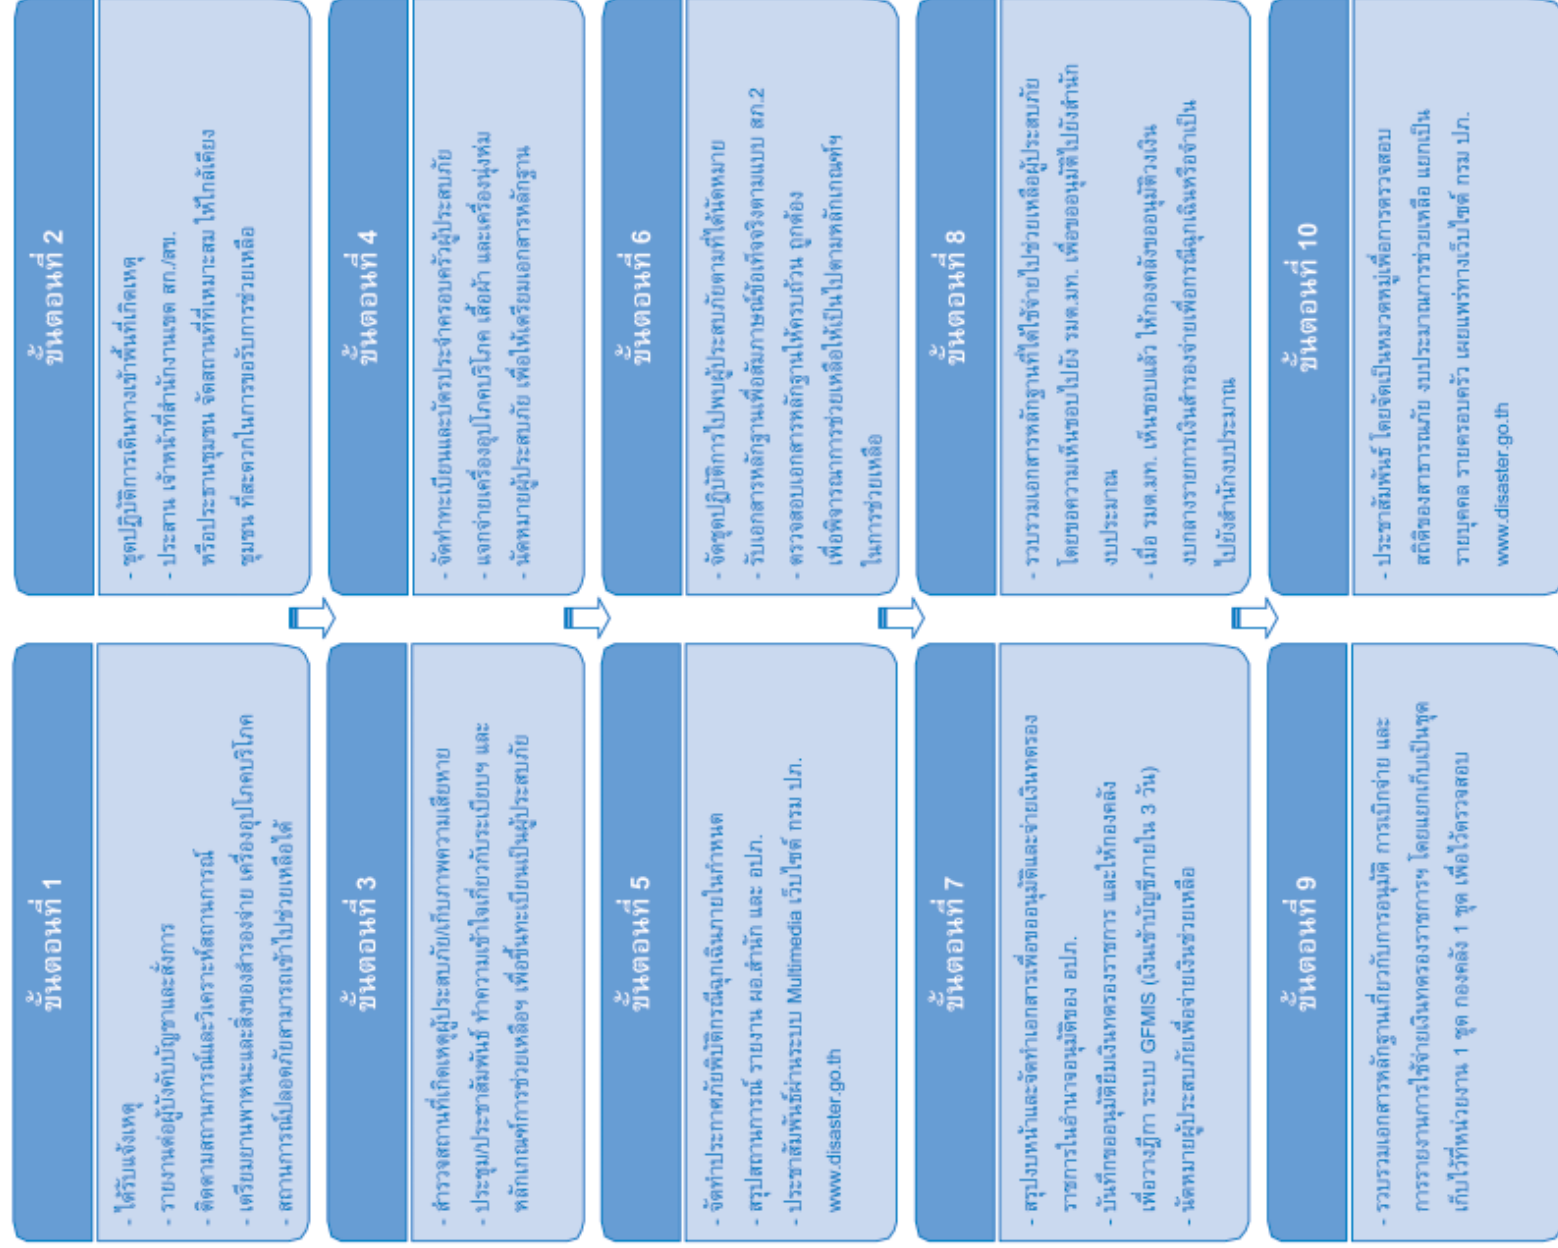 ขั้นตอนที่ 1
- ได้รับแจ้งเหตุ
- รายงานต่อผู้บังคับบัญชาและสั่งการ
- ติดตามสถานการณ์และวิเคราะห์สถานการณ์
- เตรียมยานพาหนะและสิ่งของสำรองจ่าย เครื่องอุปโภคบริโภค
- สถานการณ์ปลอดภัยสามารถเข้าไปช่วยเหลือได้
ขั้นตอนที่ 2
- ชุดปฏิบัติการเดินทางเข้าพื้นที่เกิดเหตุ
- ประสาน เจ้าหน้าที่สำนักงานเขต สก./สข.
หรือประธานชุมชน จัดสถานที่ที่เหมาะสม ให้ใกล้เคียง
ชุมชน ที่สะดวกในการขอรับการช่วยเหลือ
ขั้นตอนที่ 3
- สำรวจสถานที่เกิดเหตุผู้ประสบภัย/เก็บภาพความเสียหาย
- ประชุม/ประชาสัมพันธ์ ทำความเข้าใจเกี่ยวกับระเบียบฯ และ
หลักเกณฑ์การช่วยเหลือฯ เพื่อขึ้นทะเบียนเป็นผู้ประสบภัย
ขั้นตอนที่ 4
- จัดทำทะเบียนและบัตรประจำครอบครัวผู้ประสบภัย
- แจกจ่ายเครื่องอุปโภคบริโภค เสื้อผ้า และเครื่องนุ่งห่ม
- นัดหมายผู้ประสบภัย เพื่อให้เตรียมเอกสารหลักฐาน
ขั้นตอนที่ 5
- จัดทำประกาศภัยพิบัติกรณีฉุกเฉินภายในกำหนด
- สรุปสถานการณ์ รายงาน ผอ.สำนัก และ อปภ.
- ประชาสัมพันธ์ผ่านระบบ Multimedia เว็บไซต์ กรม ปภ.
www.disaster.go.th
ขั้นตอนที่ 6
- จัดชุดปฏิบัติการไปพบผู้ประสบภัยตามที่ได้นัดหมาย
- รับเอกสารหลักฐานเพื่อสัมภาษณ์ข้อเท็จจริงตามแบบ สภ.2
- ตรวจสอบเอกสารหลักฐานให้ครบถ้วน ถูกต้อง
เพื่อพิจารณาการช่วยเหลือให้เป็นไปตามหลักเกณฑ์ฯ
ในการช่วยเหลือ
ขั้นตอนที่ 7
- สรุปงบหน้าและจัดทำเอกสารเพื่อขออนุมัติและจ่ายเงินทดรอง
ราชการในอำนาจอนุมัติของ อปภ.
- บันทึกขออนุมัติยืมเงินทดรองราชการ และให้กองคลัง
เพื่อวางฎีกา ระบบ GFMIS (เงินเข้าบัญชีภายใน 3 วัน)
- นัดหมายผู้ประสบภัยเพื่อจ่ายเงินช่วยเหลือ
ขั้นตอนที่ 8
- รวบรวมเอกสารหลักฐานที่ได้ใช้จ่ายไปช่วยเหลือผู้ประสบภัย
โดยขอความเห็นชอบไปยัง รมต.มท. เพื่อขออนุมัติไปยังสำนัก
งบประมาณ
- เมื่อ รมต.มท. เห็นชอบแล้ว ให้กองคลังขออนุมัติวงเงิน
งบกลางรายการเงินสำรองจ่ายเพื่อกรณีฉุกเฉินหรือจำเป็น
ไปยังสำนักงบประมาณ
ขั้นตอนที่ 9
- รวบรวมเอกสารหลักฐานเกี่ยวกับการอนุมัติ การเบิกจ่าย และ
การรายงานการใช้จ่ายเงินทดรองราชการฯ โดยแยกเก็บเป็นชุด
เก็บไว้ที่หน่วยงาน 1 ชุด กองคลัง 1 ชุด เพื่อไว้ตรวจสอบ
ขั้นตอนที่ 10
- ประชาสัมพันธ์ โดยจัดเป็นหมวดหมู่เพื่อการตรวจสอบ
สถิติของสาธารณภัย งบประมาณการช่วยเหลือ แยกเป็น
รายบุคคล รายครอบครัว เผยแพร่ทางเว็บไซต์ กรม ปภ.
www.disaster.go.th